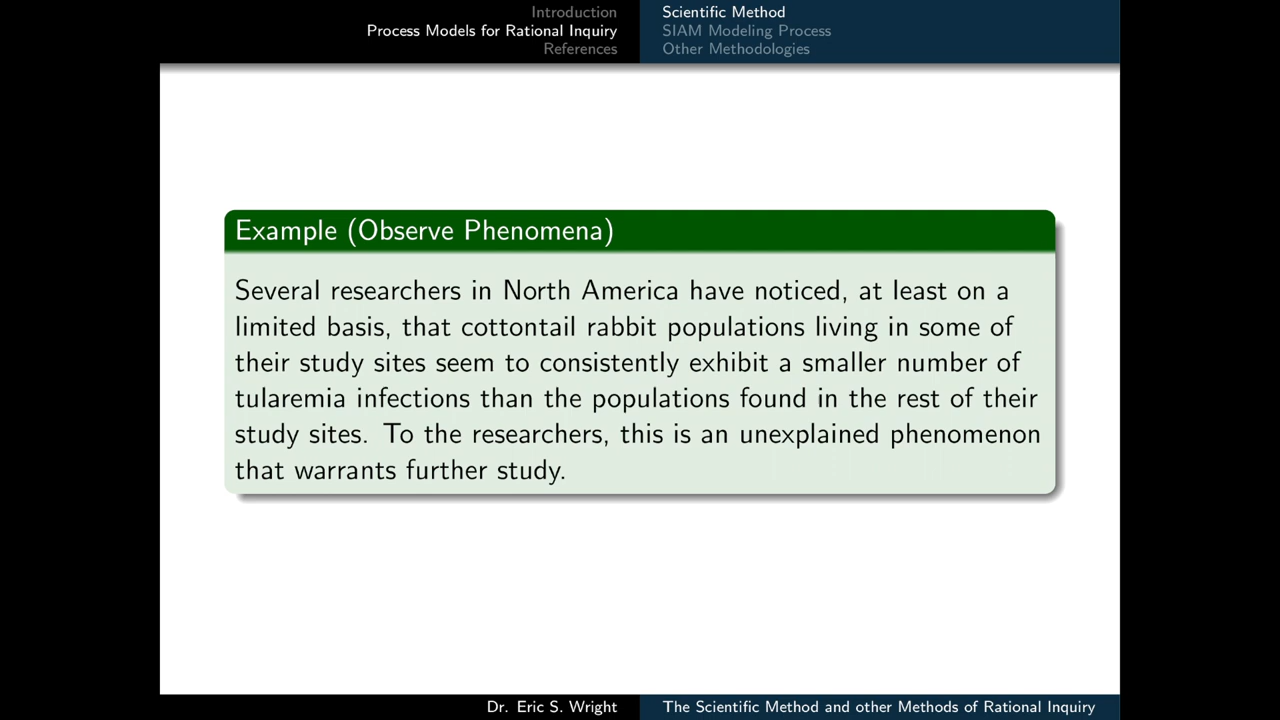 Introduction
Process Models for Rational Inquiry
References
Scientific Method
SIAM Modeling Process
Other Methodologies
Example (Observe Phenomena)
Several researchers in North America have noticed, at least on a
limited basis, that cottontail rabbit populations living in some of
their study sites seem to consistently exhibit a smaller number of
tularemia infections than the populations found in the rest of their
study sites. To the researchers, this is an unexplained phenomenon
that warrants further study.
Dr. Eric S. Wright
The Scientific Method and other Methods of Rational Inquiry